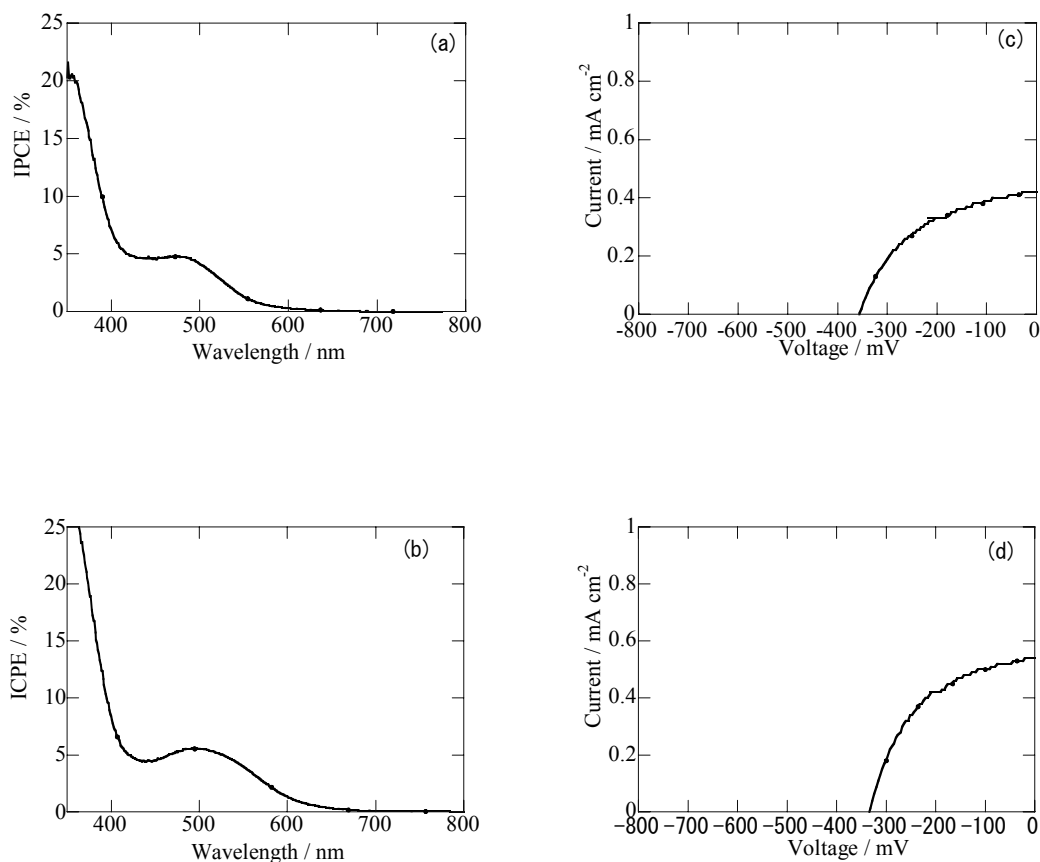 (a)
25
20
15
10
5
0
IPCE / %
400 500 600 700 800
Wavelength / nm
(c)
1
0.8
0.6
0.4
0.2
0
Current / mA cm-2
-800 -700 -600 -500 -400 -300 -200 -100 0
Voltage / mV
(b)
25
20
15
10
5
0
ICPE / %
400 500 600 700 800
Wavelength / nm
(d)
1
0.8
0.6
0.4
0.2
0
Current / mA cm-2
-800 -700 -600 -500 -400 -300 -200 -100 0
Voltage / mV